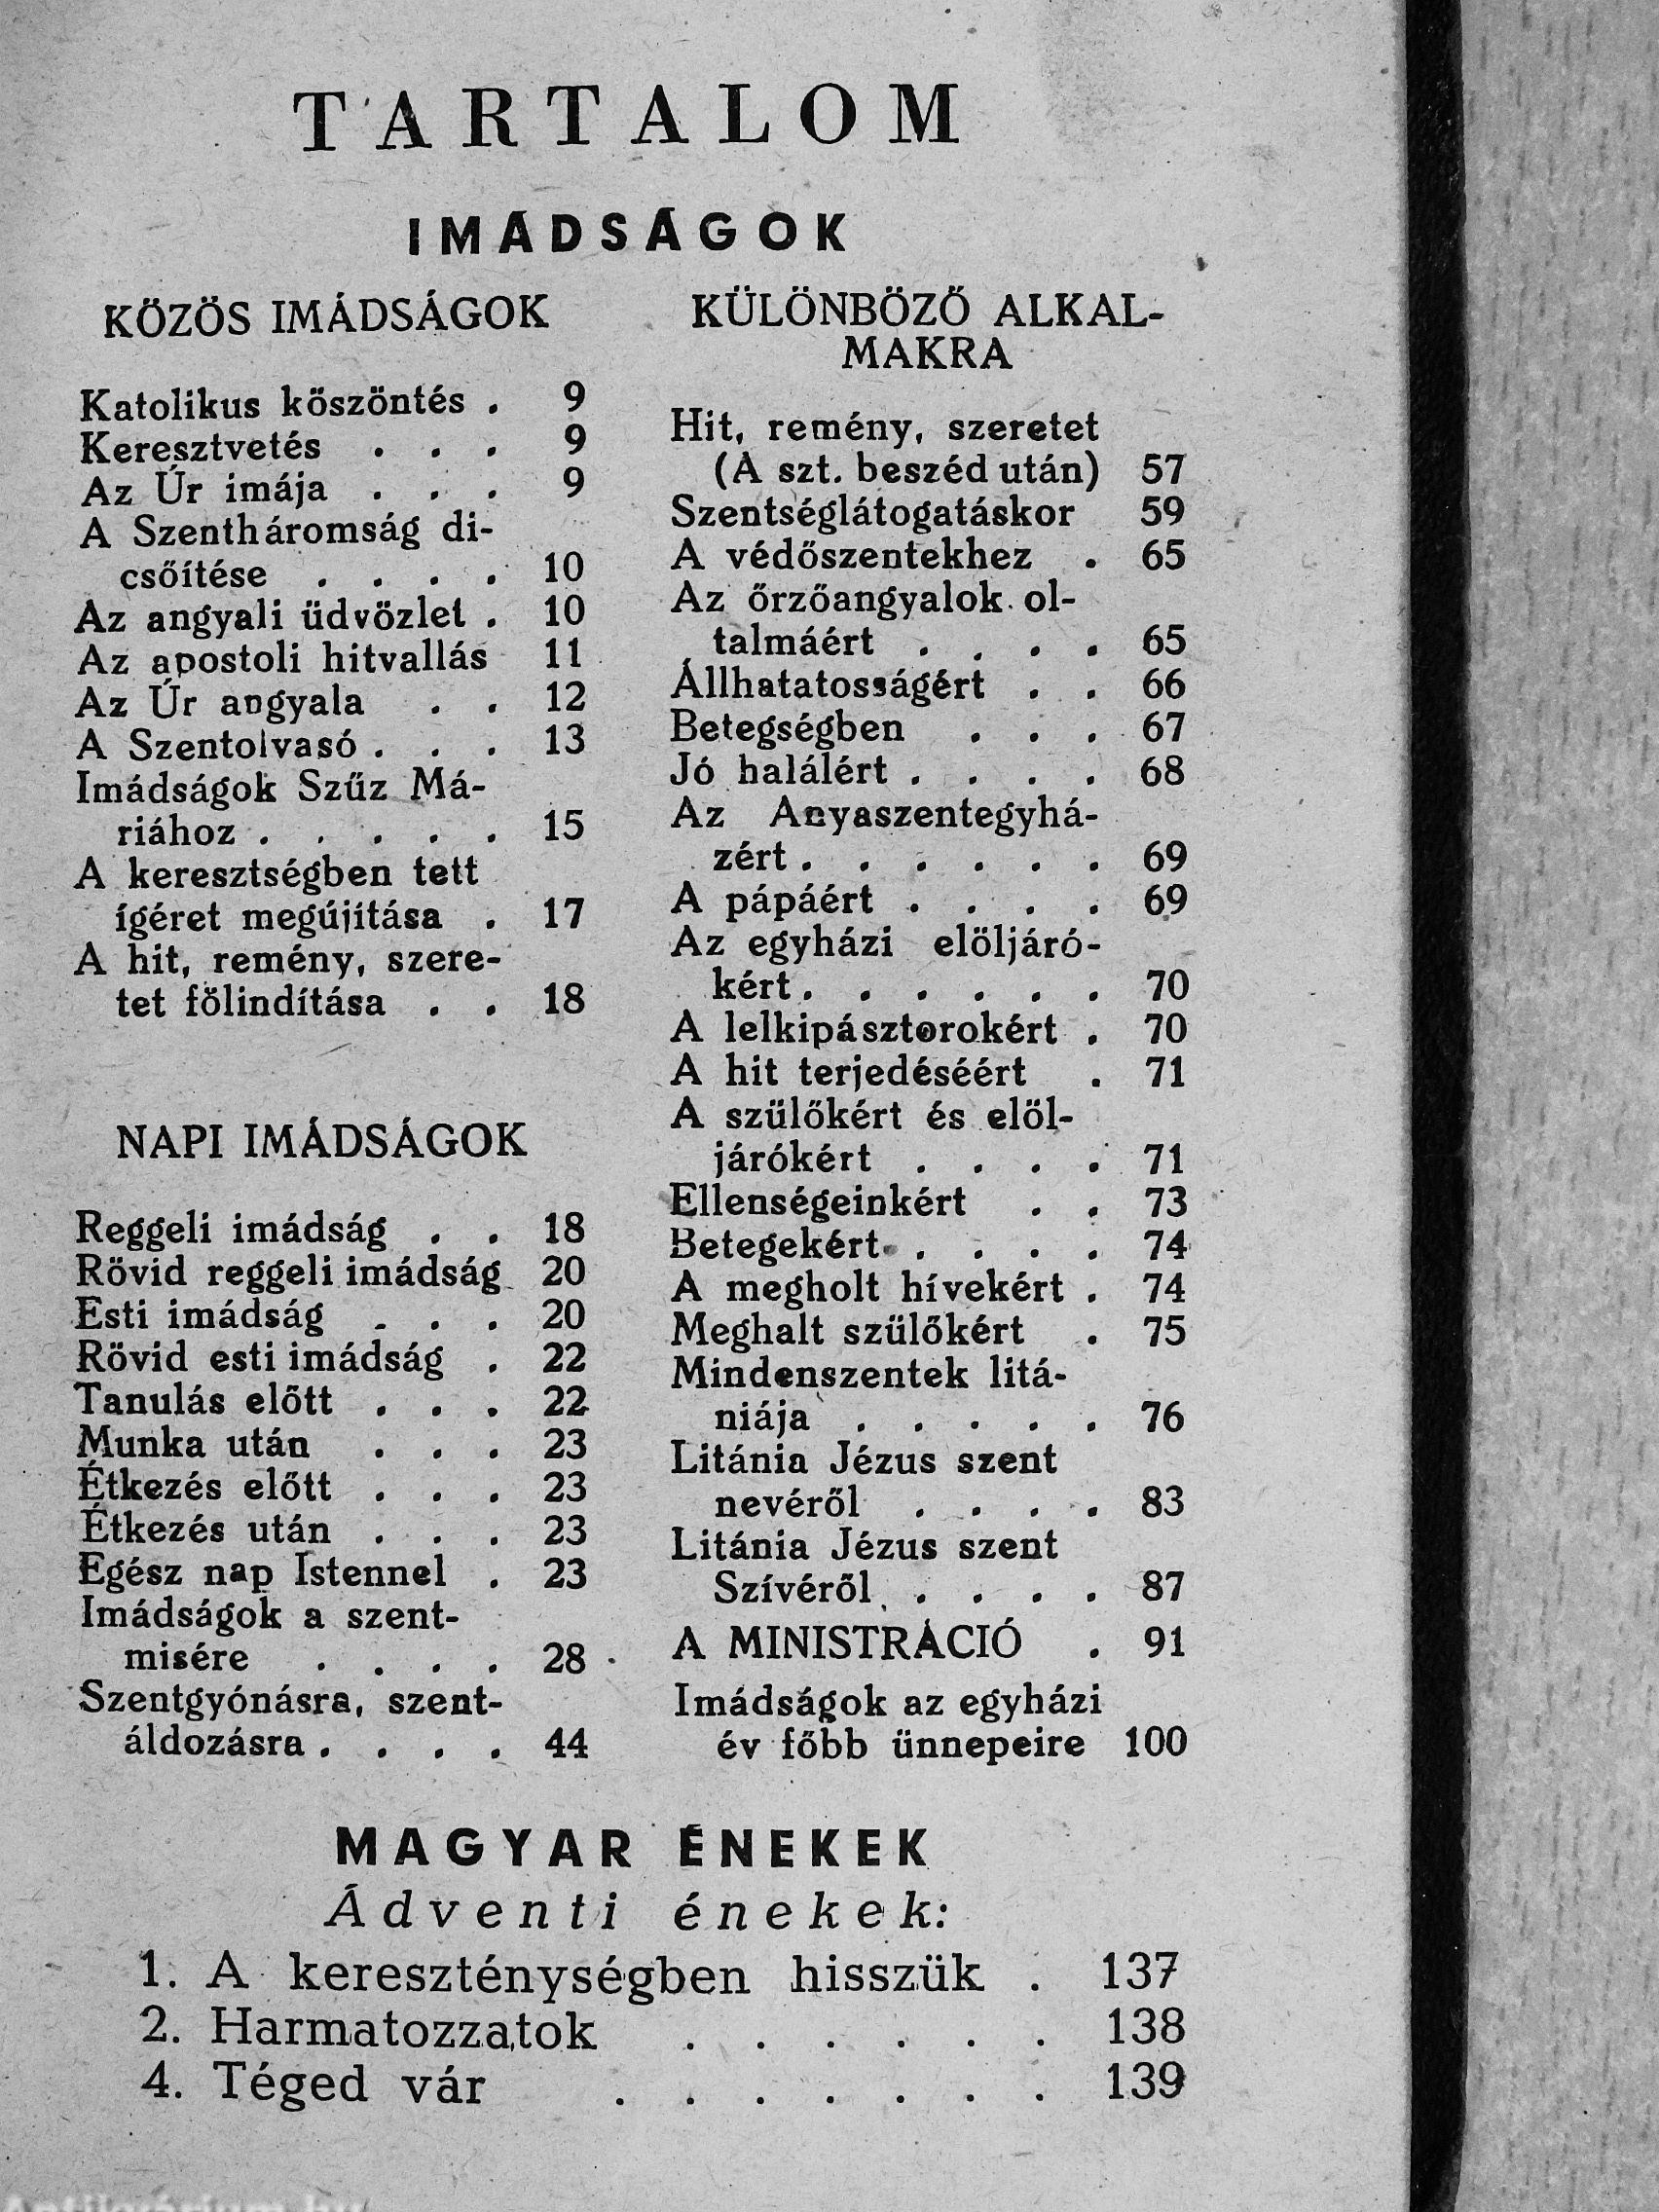 TARTALOM
IMÁDSÁGOK
KÖZÖS IMÁDSÁGOK
Katolikus köszöntés . 9
Keresztvetés . . . 9
Az Úr imája . . . 9
A Szentháromság di-
csőítése . . . . 10
Az angyali üdvözlet . 10
Az apostoli hitvallás 11
Az Úr angyala . . 12
A Szentolvasó . . . 13
Imádságok Szűz Má-
riához . . . . . 15
A keresztségben tett
ígéret megújítása . 17
A hit, remény, szere-
tet fölindítása . . 18
NAPI IMÁDSÁGOK
Reggeli imádság . . 18
Rövid reggeli imádság 20
Esti imádság . . . 20
Rövid esti imádság . 22
Tanulás előtt . . . 22
Munka után . . . 23
Étkezés előtt . . . 23
Étkezés után . . . 23
Egész nap Istennel . 23
Imádságok a szent-
misére . . . . 28
Szentgyónásra, szent-
áldozásra . . . . 44
KÜLÖNBÖZŐ ALKAL-
MAKRA
Hit, remény, szeretet
(A szt. beszéd után) 57
Szentséglátogatáskor 59
A védőszentekhez . 65
Az őrzőangyalok ol-
talmáért . . . . 65
Állhatatosságért . . 66
Betegségben . . . 67
Jó halálért . . . . 68
Az Anyaszentegyhá-
zért . . . . . . 69
A pápáért . . . . 69
Az egyházi elöljáró-
kért . . . . . . 70
A lelkipásztorokért . 70
A hit terjedéséért . 71
A szülőkért és elöl-
járókért . . . . 71
Ellenségeinkért . . 73
Betegekért . . . . 74
A megholt hívekért . 74
Meghalt szülőkért . 75
Mindenszentek litá-
niája . . . . . 76
Litánia Jézus szent
nevéről . . . . 83
Litánia Jézus szent
Szívéről . . . . 87
A MINISTRÁCIÓ . 91
Imádságok az egyházi
év főbb ünnepeire 100
MAGYAR ÉNEKEK
Ádventi énekek:
1. A kereszténységben hisszük . 137
2. Harmatozzatok . . . . . . 138
4. Téged vár . . . . . . . 139